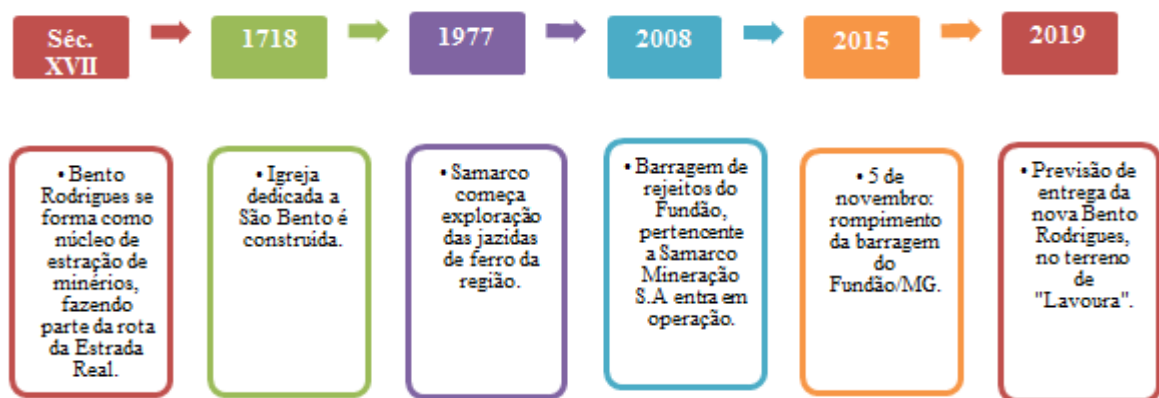 Séc.
XVII
1718
1977
2008
2015
2019
• Bento
Rodrigues se
forma como
núcleo de
estração de
minérios,
fazendo
parte da rota
da Estrada
Real.
• Igreja
dedicada a
São Bento é
construída.
• Samarco
começa
exploração
das jazidas
de ferro da
região.
• Barragem de
rejeitos do
Fundão,
pertencente
a Samarco
Mineração
S.A entra em
operação.
• 5 de
novembro:
rompimento
da barragem
do
Fundão/MG.
• Previsão de
entrega da
nova Bento
Rodrigues,
no terreno
de
"Lavoura".